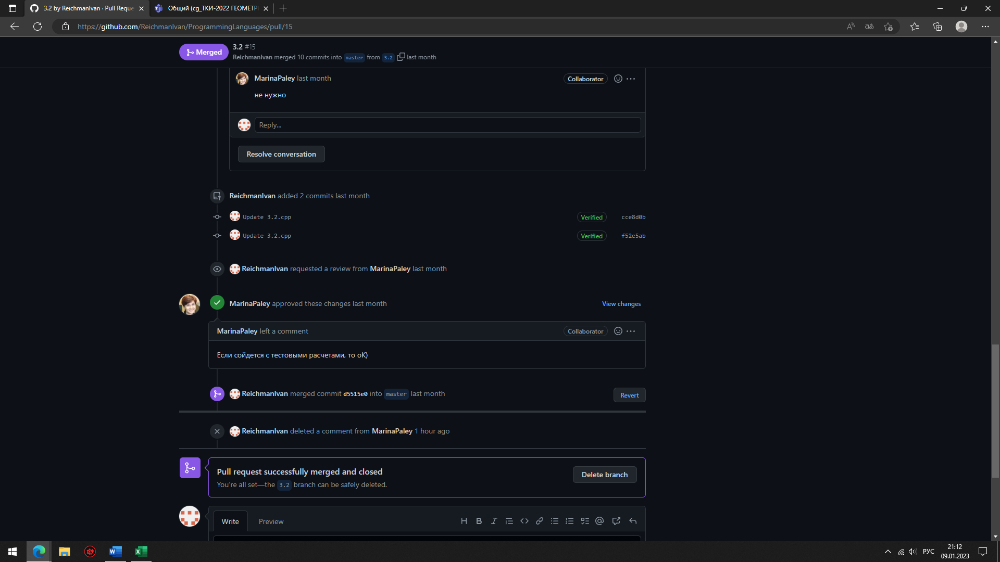 3.2 by ReichmanIvan · Pull Reque
Общий (cg_ТКИ-2022 ГЕОМЕТР
https://github.com/ReichmanIvan/ProgrammingLanguages/pull/15
Merged
3.2 #15
ReichmanIvan merged 10 commits into master from 3.2 last month
MarinaPaley last month
Collaborator
не нужно
Reply...
Resolve conversation
ReichmanIvan added 2 commits last month
Update 3.2.cpp
Verified
cce8d0b
Update 3.2.cpp
Verified
f52e5ab
ReichmanIvan requested a review from MarinaPaley last month
MarinaPaley approved these changes last month
View changes
MarinaPaley left a comment
Collaborator
Если сойдется с тестовыми расчетами, то оК)
ReichmanIvan merged commit d5515e0 into master last month
Revert
ReichmanIvan deleted a comment from MarinaPaley 1 hour ago
Pull request successfully merged and closed
You're all set—the 3.2 branch can be safely deleted.
Delete branch
Write
Preview
РУС
21:12
09.01.2023